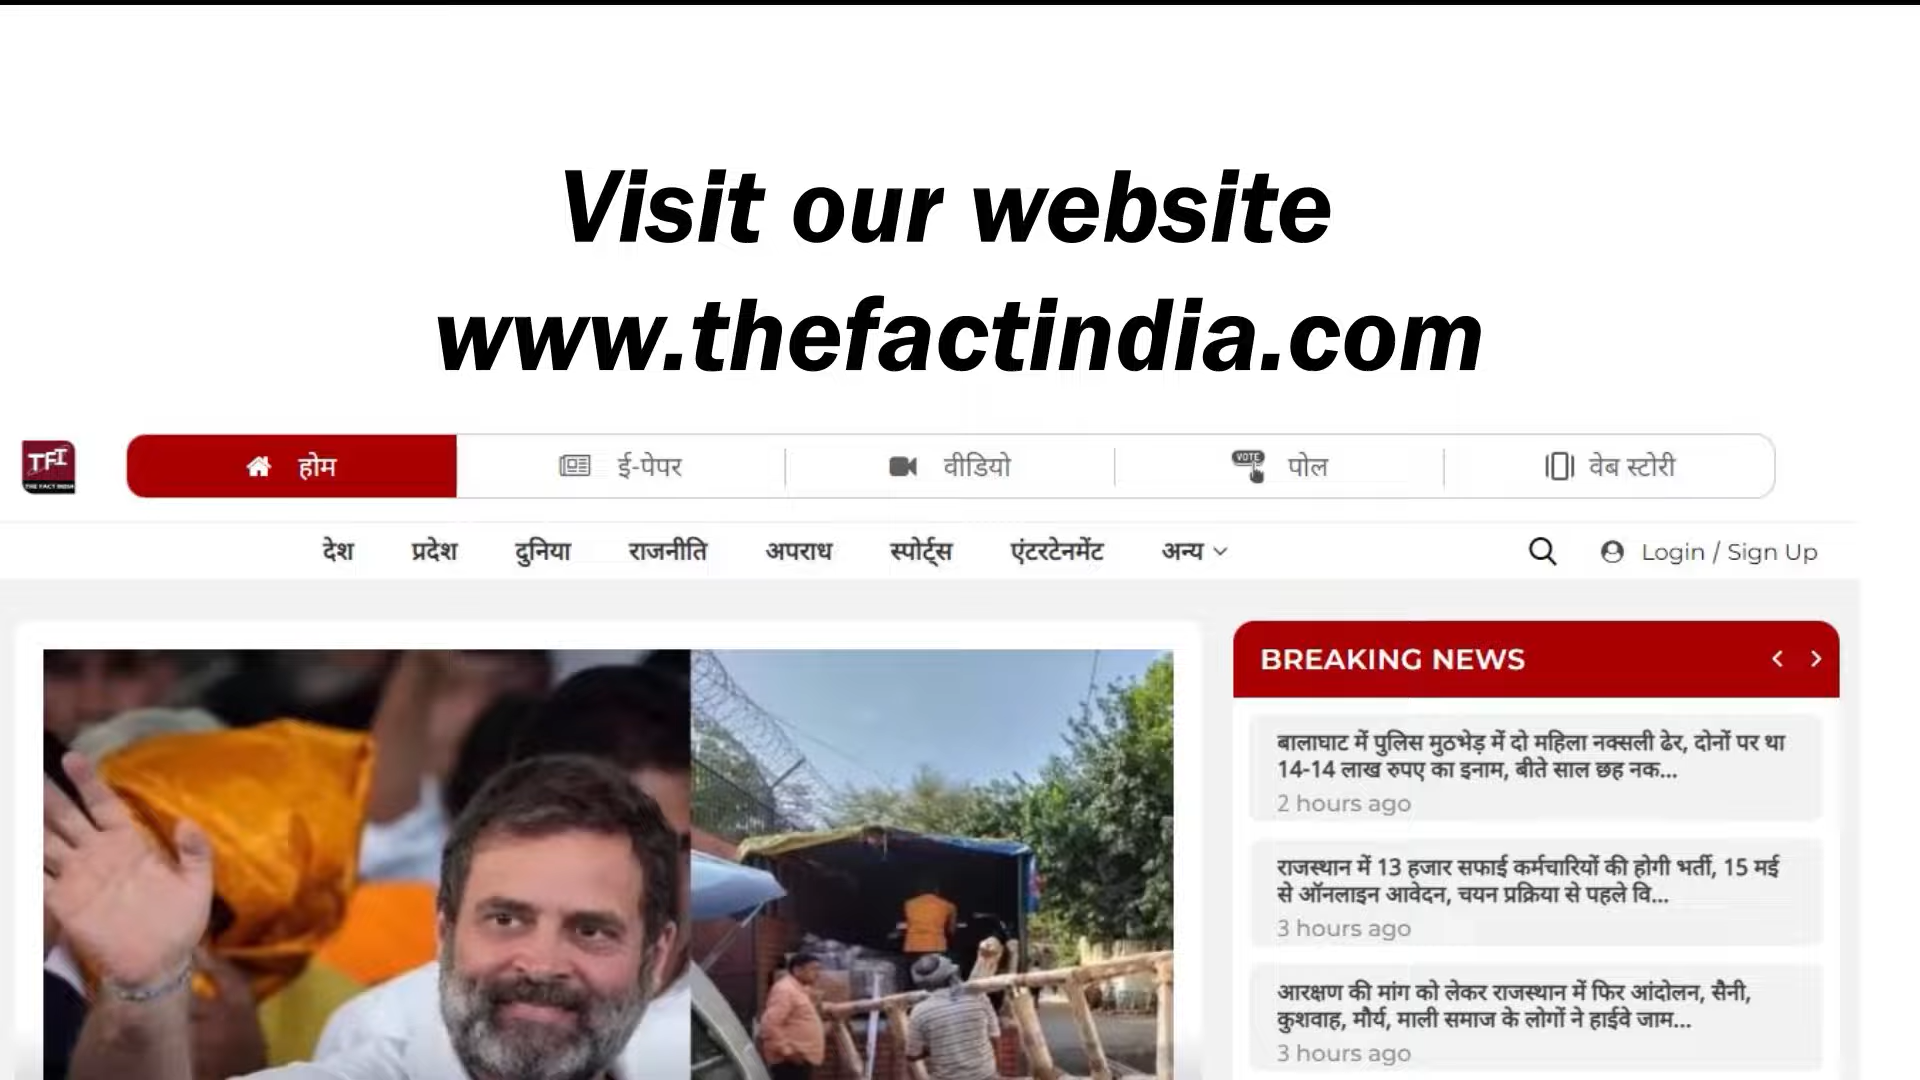 Visit our website
www.thefactindia.com
TFI
THE FACT INDIA
होम
ई-पेपर
वीडियो
VOTE
पोल
वेब स्टोरी
देश प्रदेश दुनिया राजनीति अपराध स्पोर्ट्स एंटरटेनमेंट अन्य
Login / Sign Up
BREAKING NEWS
बालाघाट में पुलिस मुठभेड़ में दो महिला नक्सली ढेर, दोनों पर था
14-14 लाख रुपए का इनाम, बीते साल छह नक...
2 hours ago
राजस्थान में 13 हजार सफाई कर्मचारियों की होगी भर्ती, 15 मई
से ऑनलाइन आवेदन, चयन प्रक्रिया से पहले वि...
3 hours ago
आरक्षण की मांग को लेकर राजस्थान में फिर आंदोलन, सैनी,
कुशवाह, मौर्य, माली समाज के लोगों ने हाईवे जाम...
3 hours ago